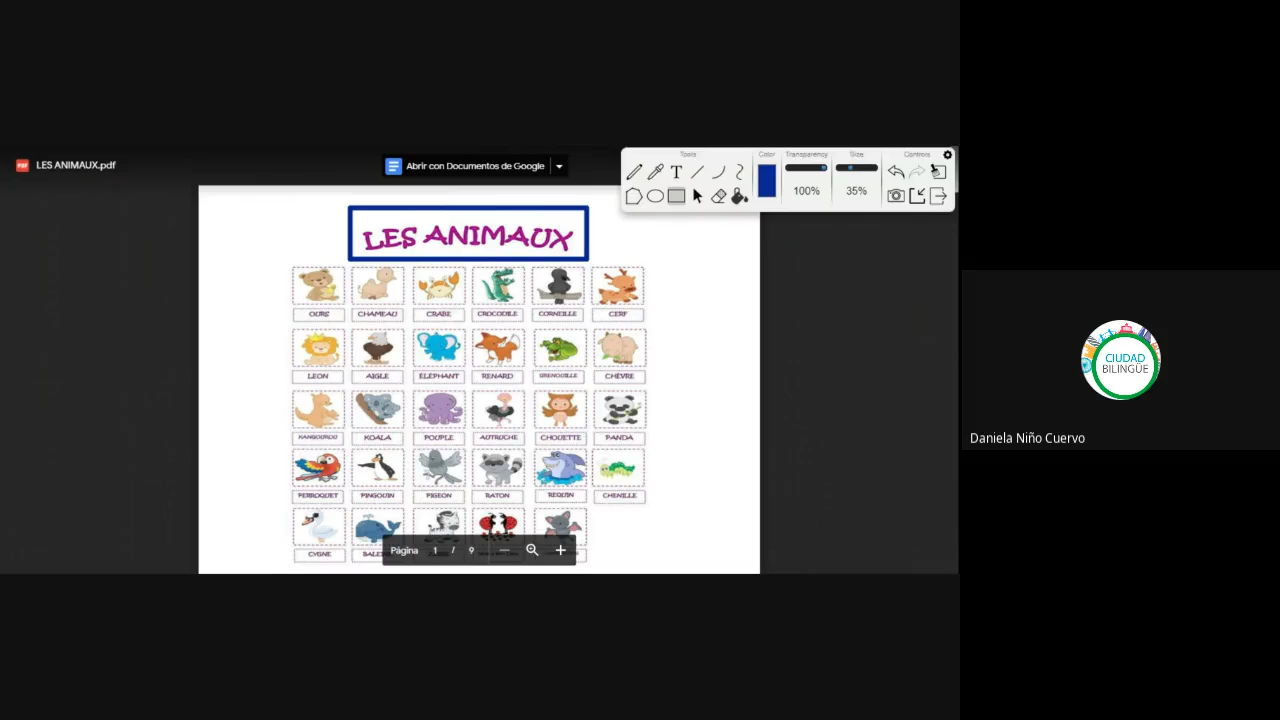 LES ANIMAUX.pdf
Abrir con Documentos de Google
Tools
Color
Transparency
Size
Controls
100%
35%
LES ANIMAUX
OURS CHAMEAU CRABE CROCODILE CORNEILLE CERF
LEON AIGLE ÉLÉPHANT RENARD GRENOUILLE CHÈVRE
KANGOUROU KOALA POUPLE AUTRUCHE CHOUETTE PANDA
PERROQUET PINGOUIN PIGEON RATON REQUIN CHENILLE
CYGNE
Página 1 / 9
CIUDAD
BILINGÜE
Daniela Niño Cuervo